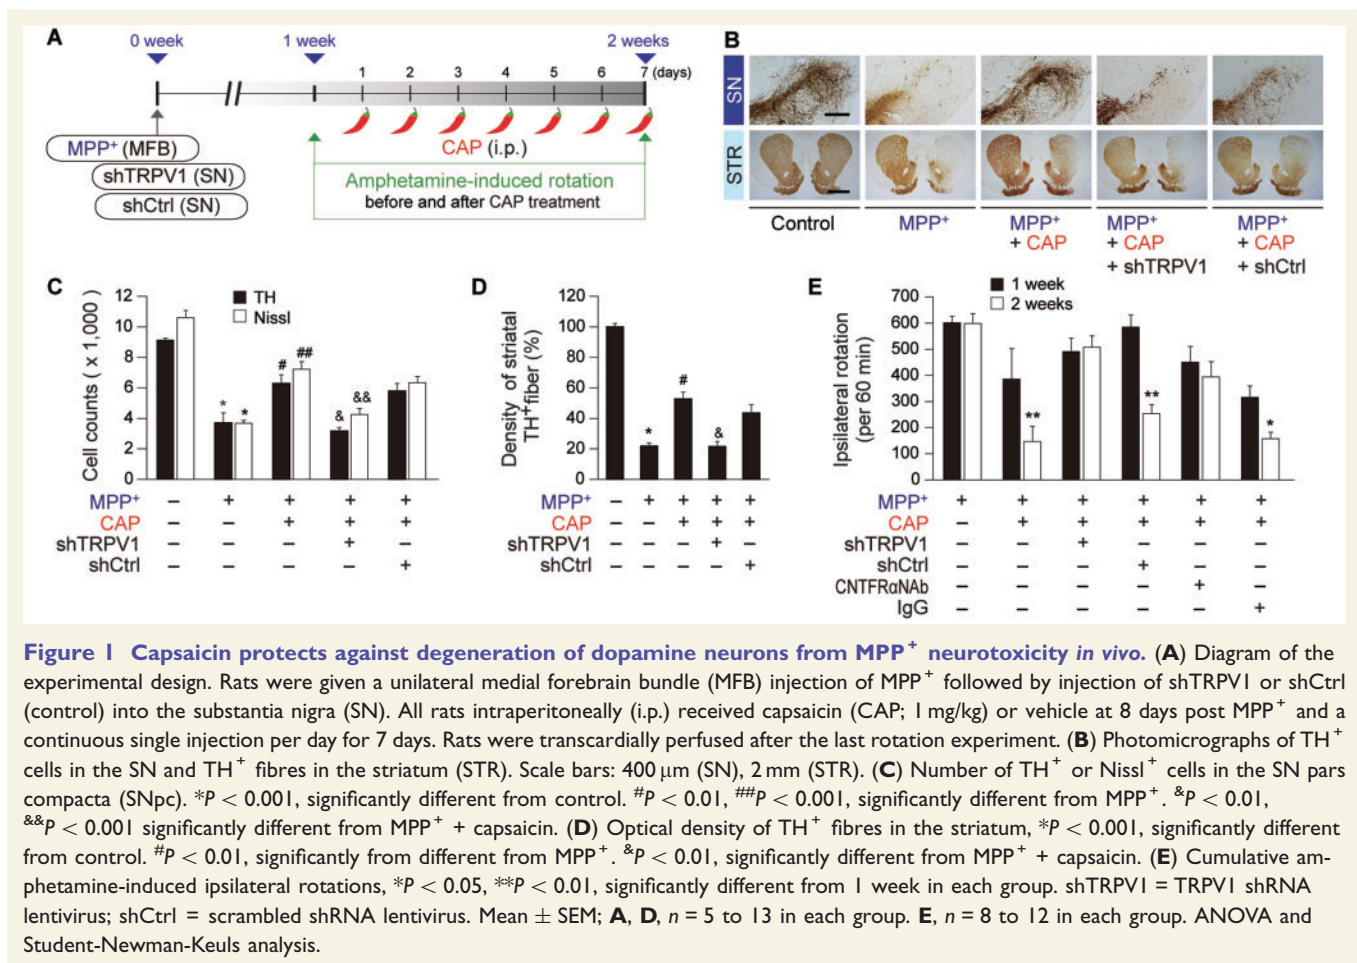 A
0 week
1 week
2 weeks
1 2 3 4 5 6 7 (days)
MPP+ (MFB)
shTRPV1 (SN)
shCtrl (SN)
CAP (i.p.)
Amphetamine-induced rotation
before and after CAP treatment
B
SN
STR
Control
MPP+
MPP+
+ CAP
MPP+
+ CAP
+ shTRPV1
MPP+
+ CAP
+ shCtrl
C
Cell counts ( x 1,000)
12
10
8
6
4
2
0
TH
Nissl
* *
# ##
& &&
MPP+ – + + + +
CAP – – + + +
shTRPV1 – – – + –
shCtrl – – – – +
D
Density of striatal
TH+fiber (%)
120
100
80
60
40
20
0
*
#
&
MPP+ – + + + +
CAP – – + + +
shTRPV1 – – – + –
shCtrl – – – – +
E
Ipsilateral rotation
(per 60 min)
1 week
2 weeks
700
600
500
400
300
200
100
0
**
**
*
MPP+ + + + + + +
CAP – + + + + +
shTRPV1 – – + – – –
shCtrl – – – + – –
CNTFRαNAb – – – – + –
IgG – – – – – +
Figure 1 Capsaicin protects against degeneration of dopamine neurons from MPP+ neurotoxicity in vivo. (A) Diagram of the
experimental design. Rats were given a unilateral medial forebrain bundle (MFB) injection of MPP+ followed by injection of shTRPV1 or shCtrl
(control) into the substantia nigra (SN). All rats intraperitoneally (i.p.) received capsaicin (CAP; 1 mg/kg) or vehicle at 8 days post MPP+ and a
continuous single injection per day for 7 days. Rats were transcardially perfused after the last rotation experiment. (B) Photomicrographs of TH+
cells in the SN and TH+ fibres in the striatum (STR). Scale bars: 400 μm (SN), 2 mm (STR). (C) Number of TH+ or Nissl+ cells in the SN pars
compacta (SNpc). *P < 0.001, significantly different from control. #P < 0.01, ##P < 0.001, significantly different from MPP+. &P < 0.01,
&&P < 0.001 significantly different from MPP+ + capsaicin. (D) Optical density of TH+ fibres in the striatum, *P < 0.001, significantly different
from control. #P < 0.01, significantly from different from MPP+. &P < 0.01, significantly different from MPP+ + capsaicin. (E) Cumulative am-
phetamine-induced ipsilateral rotations, *P < 0.05, **P < 0.01, significantly different from 1 week in each group. shTRPV1 = TRPV1 shRNA
lentivirus; shCtrl = scrambled shRNA lentivirus. Mean ± SEM; A, D, n = 5 to 13 in each group. E, n = 8 to 12 in each group. ANOVA and
Student-Newman-Keuls analysis.